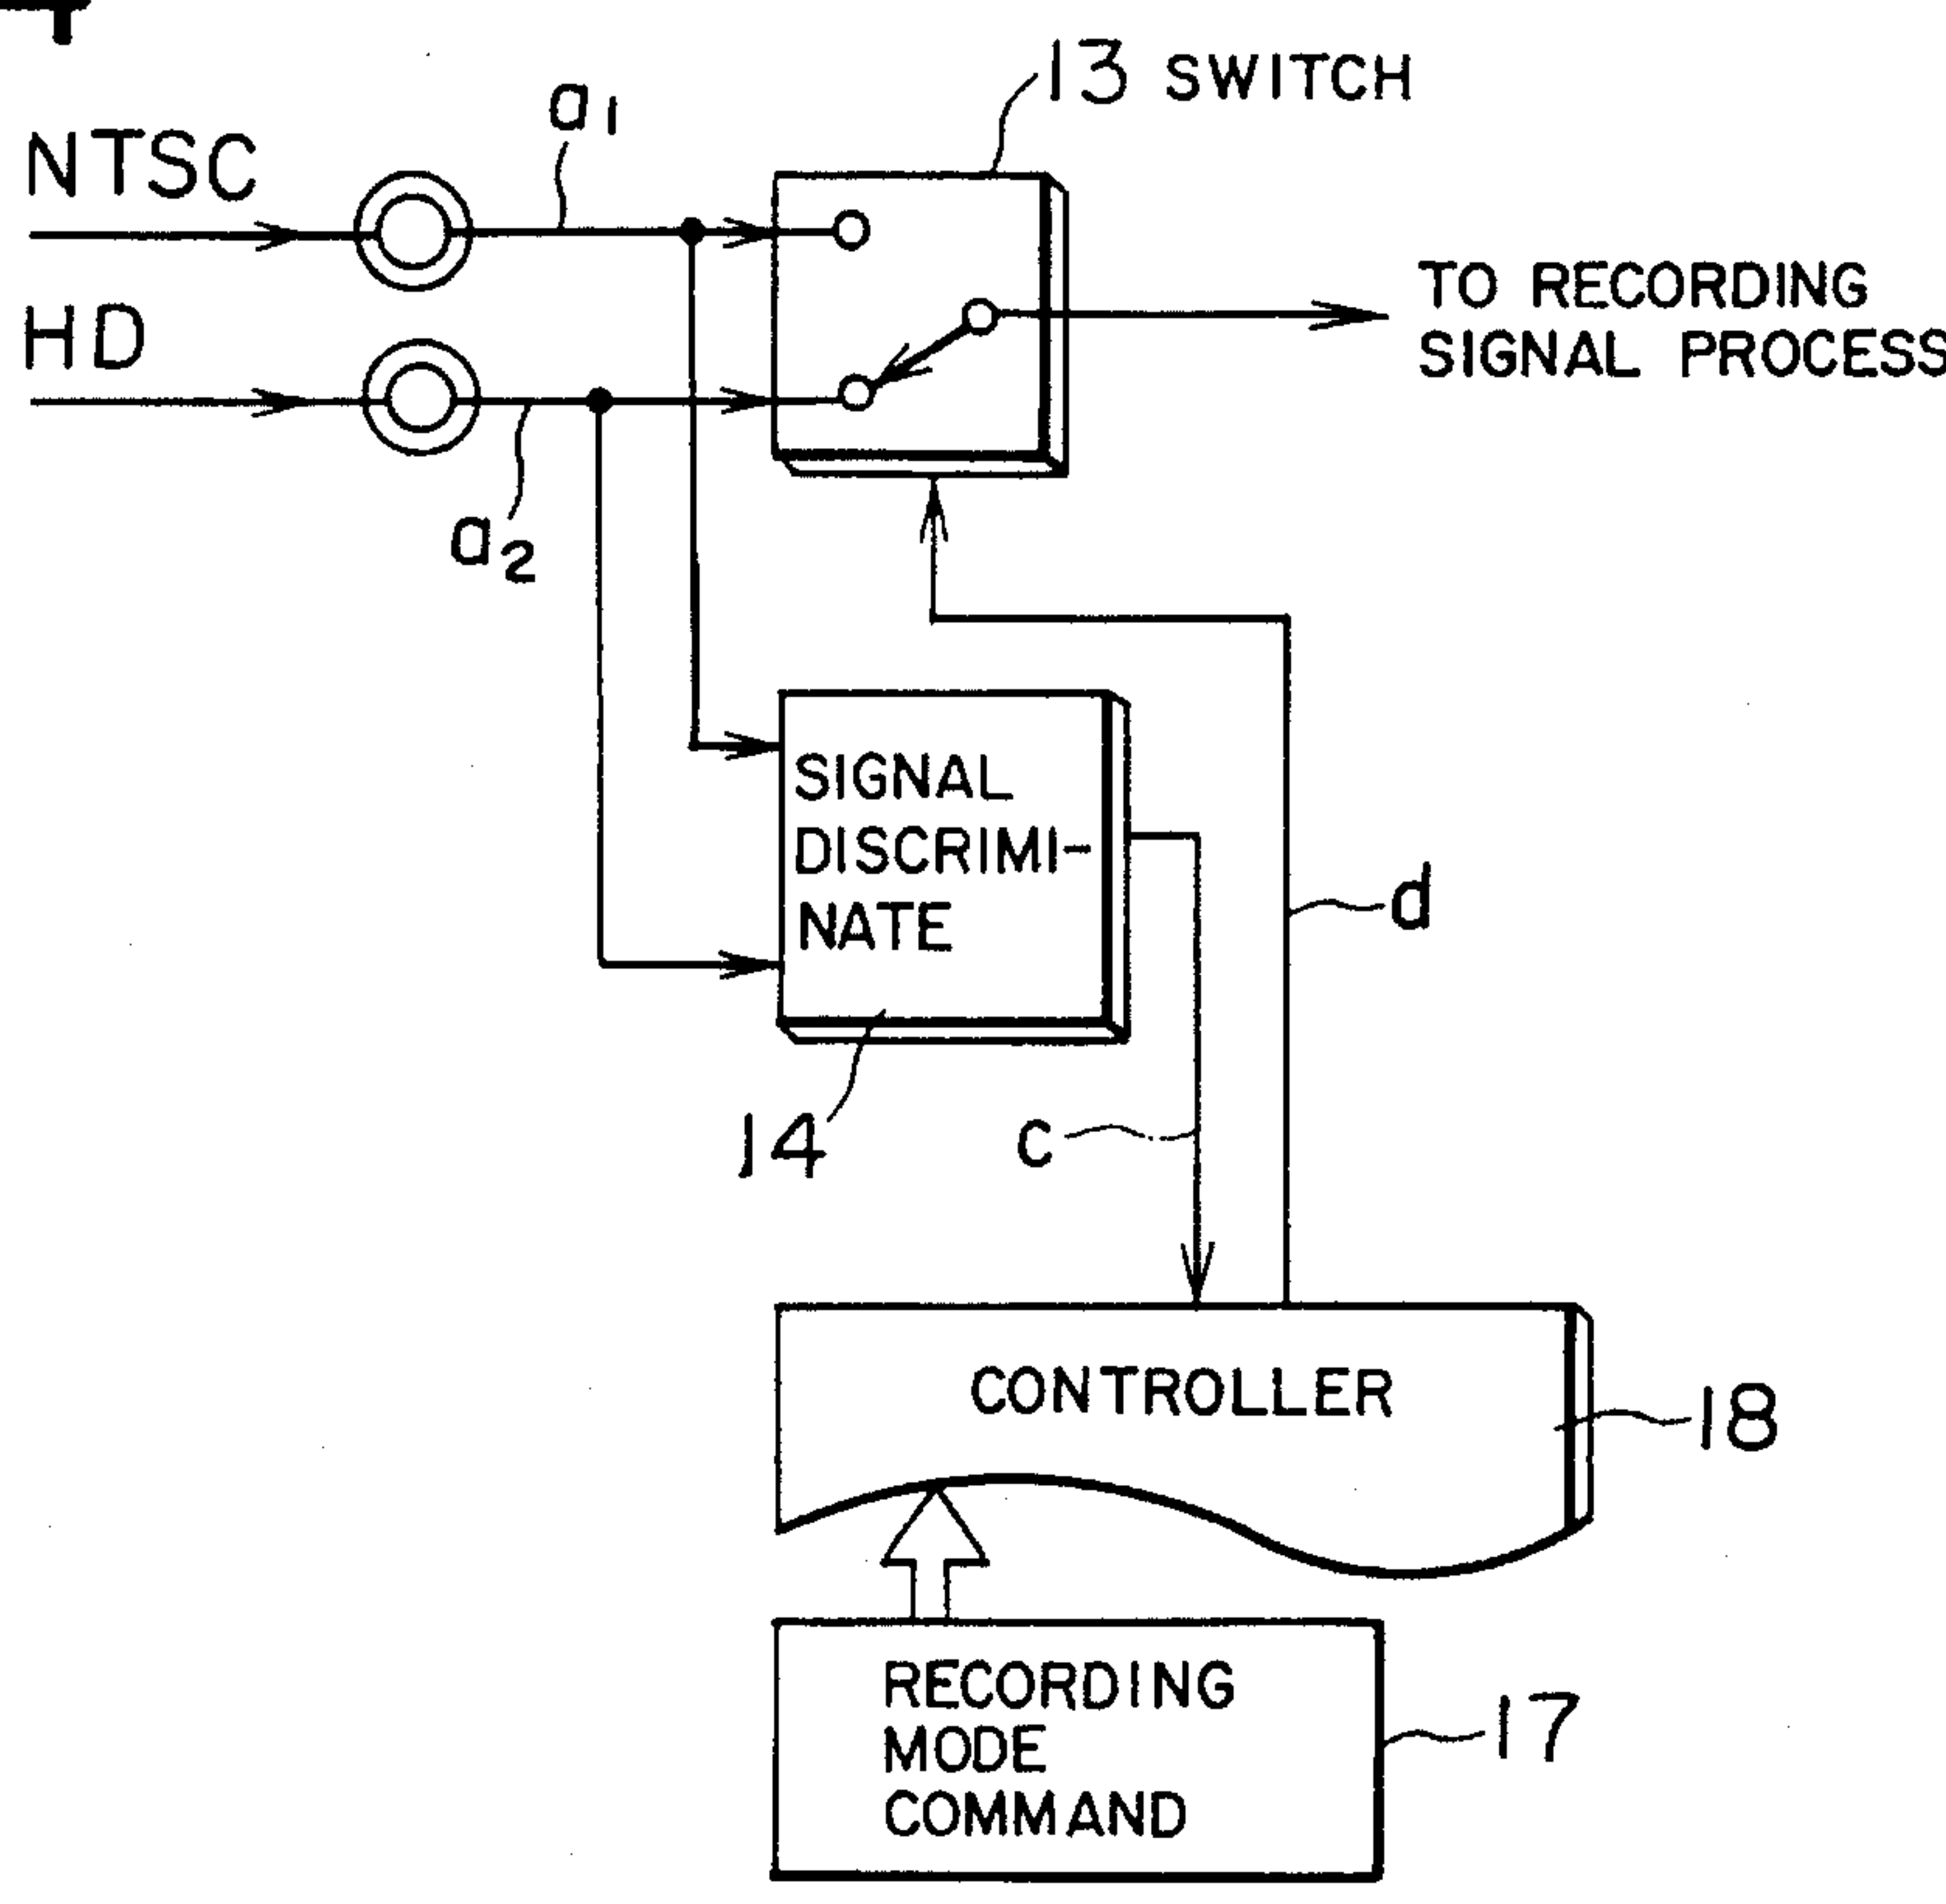 13 SWITCH
a1
NTSC
HD
TO RECORDING
SIGNAL PROCESS
a2
SIGNAL
DISCRIMI-
NATE
d
14
c
CONTROLLER
18
RECORDING
MODE
COMMAND
17